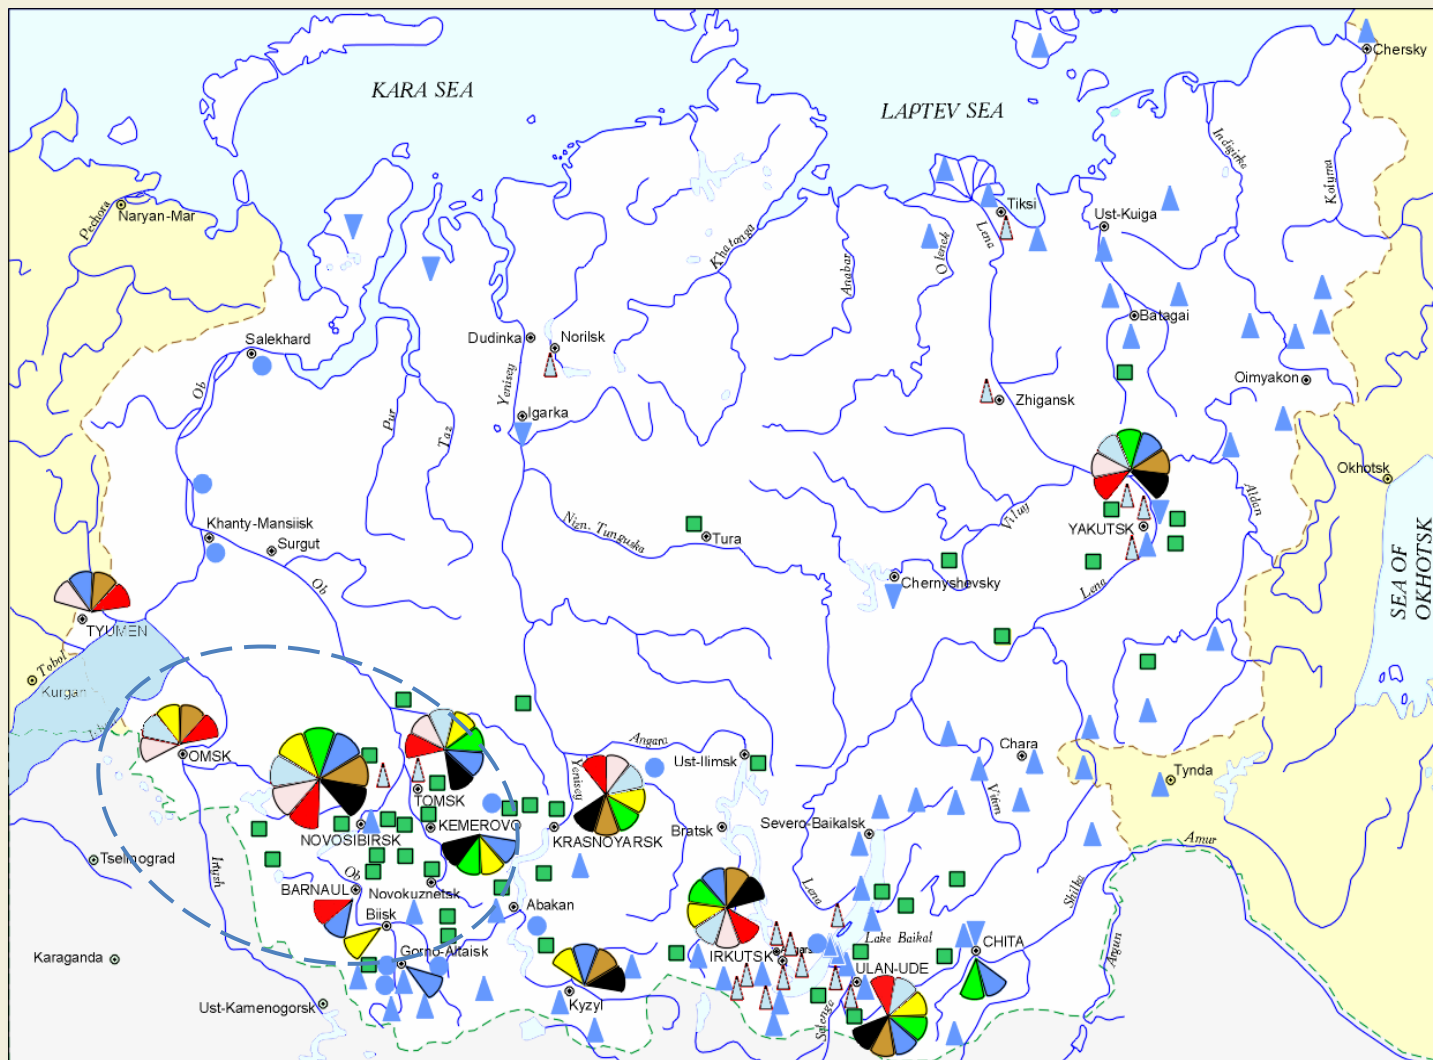 KARA SEA
LAPTEV SEA
Chersky
Indigirka
Kolyma
Pechora
Naryan-Mar
Tiksi
Ust-Kuiga
Lena
Olenek
Khatanga
Anabar
Batagai
Salekhard
Dudinka
Norilsk
Oimyakon
Ob
Yenisey
Pur
Taz
Igarka
Zhigansk
Okhotsk
Aldan
Khanty-Mansiisk
Surgut
Nizn. Tunguska
Tura
Viluy
YAKUTSK
Chernyshevsky
Lena
Ob
SEA OF
OKHOTSK
TYUMEN
Tobol
Kurgan
OMSK
Angara
Ust-Ilimsk
Chara
Tynda
Yenisey
Vitim
TOMSK
NOVOSIBIRSK
KEMEROVO
KRASNOYARSK
Bratsk
Severo-Baikalsk
Amur
Tselinograd
Irtysh
Ob
BARNAUL
Novokuznetsk
Abakan
Lena
Shilka
Biisk
Gorno-Altaisk
Lake Baikal
CHITA
Argun
Karaganda
IRKUTSK
ULAN-UDE
Ust-Kamenogorsk
Kyzyl
Selenga